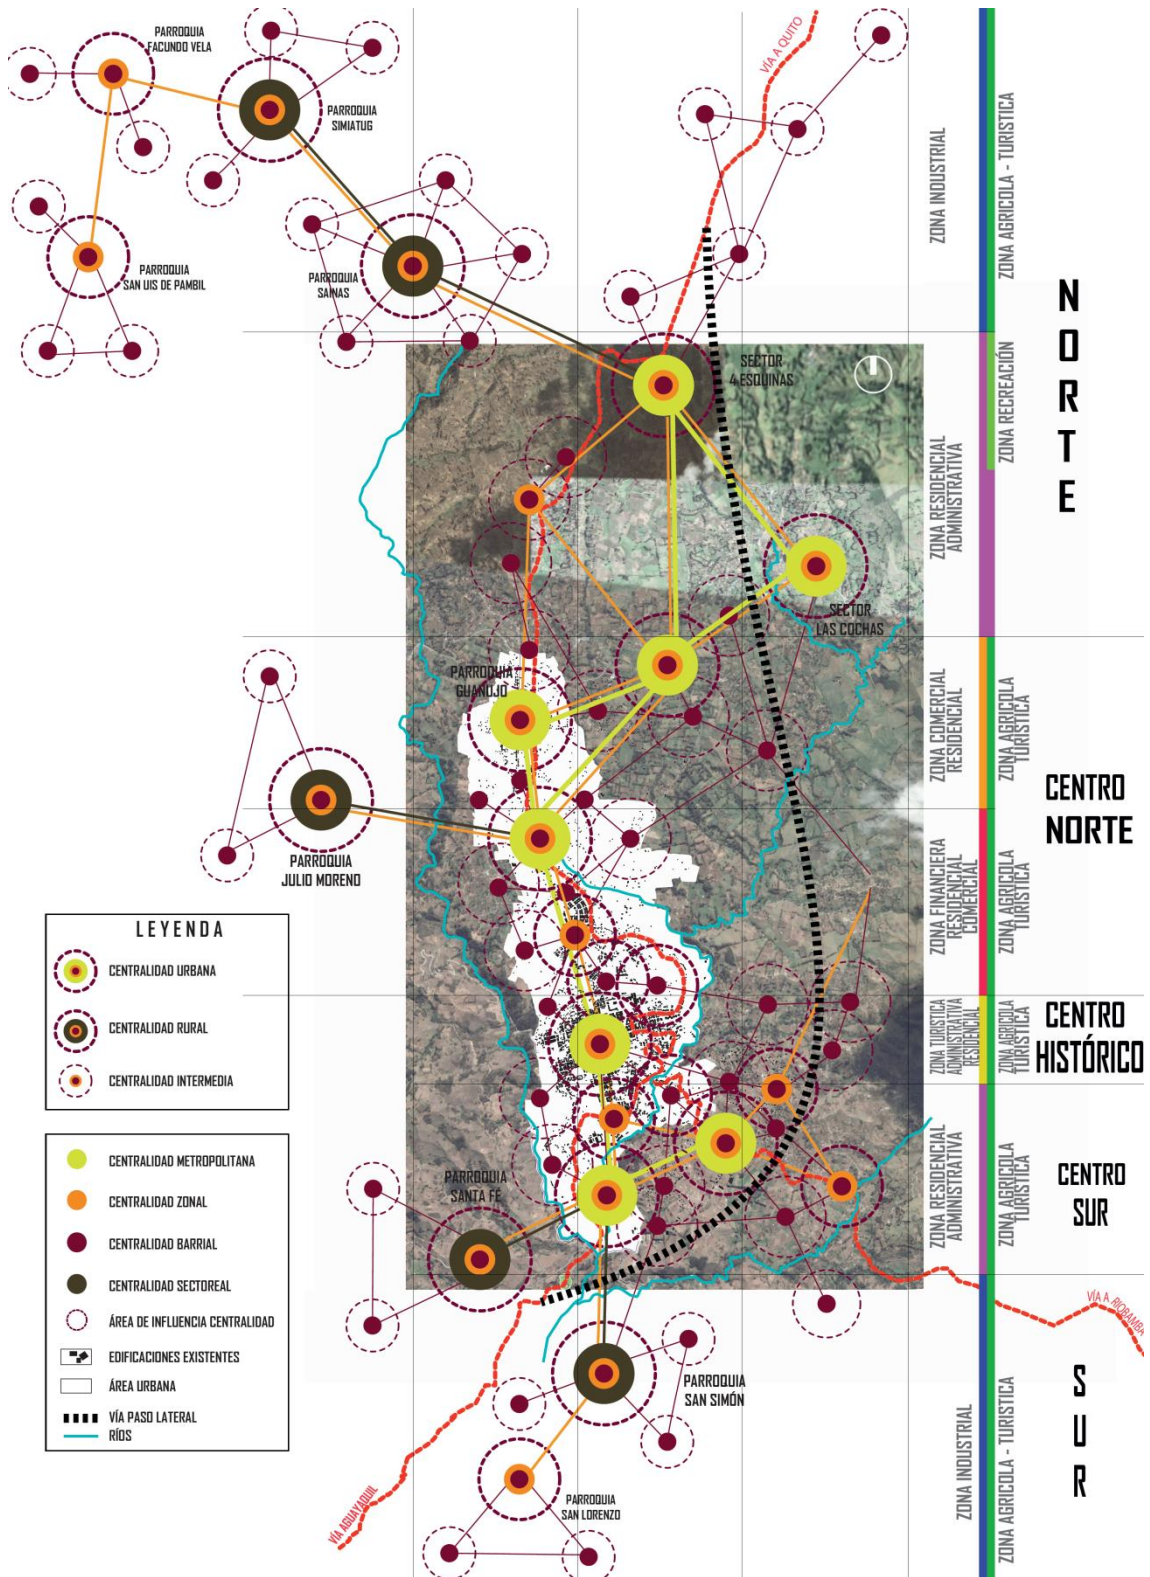 PARROQUIA
FACUNDO VELA
PARROQUIA
SIMIATUG
PARROQUIA
SAN UIS DE PAMBIL
PARROQUIA
SAINAS
VÍA A QUITO
SECTOR
4 ESQUINAS
SECTOR
LAS COCHAS
PARROQUIA
GUANUJO
PARROQUIA
JULIO MORENO
PARROQUIA
SANTA FÉ
PARROQUIA
SAN SIMÓN
PARROQUIA
SAN LORENZO
VÍA AGUAYAQUIL
VÍA A RIOBAMBA
LEYENDA
CENTRALIDAD URBANA
CENTRALIDAD RURAL
CENTRALIDAD INTERMEDIA
CENTRALIDAD METROPOLITANA
CENTRALIDAD ZONAL
CENTRALIDAD BARRIAL
CENTRALIDAD SECTOREAL
ÁREA DE INFLUENCIA CENTRALIDAD
EDIFICACIONES EXISTENTES
ÁREA URBANA
VÍA PASO LATERAL
RÍOS
ZONA INDUSTRIAL
ZONA AGRICOLA - TURISTICA
NORTE
ZONA RESIDENCIAL
ADMINISTRATIVA
ZONA RECREACIÓN
ZONA COMERCIAL
RESIDENCIAL
ZONA AGRICOLA
TURISTICA
CENTRO
NORTE
ZONA FINANCIERA
RESIDENCIAL
COMERCIAL
ZONA AGRICOLA
TURISTICA
ZONA TURISTICA
ADMINISTRATIVA
RESIDENCIAL
ZONA AGRICOLA
TURISTICA
CENTRO
HISTÓRICO
ZONA RESIDENCIAL
ADMINISTRATIVA
ZONA AGRICOLA
TURISTICA
CENTRO
SUR
ZONA INDUSTRIAL
ZONA AGRICOLA - TURISTICA
SUR